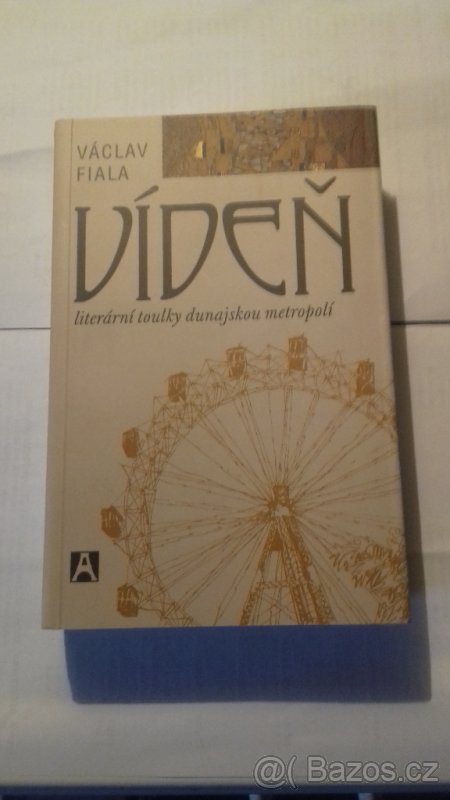 VÁCLAV
FIALA
VÍDEŇ
literární toulky dunajskou metropolí
A
@ Bazos.cz